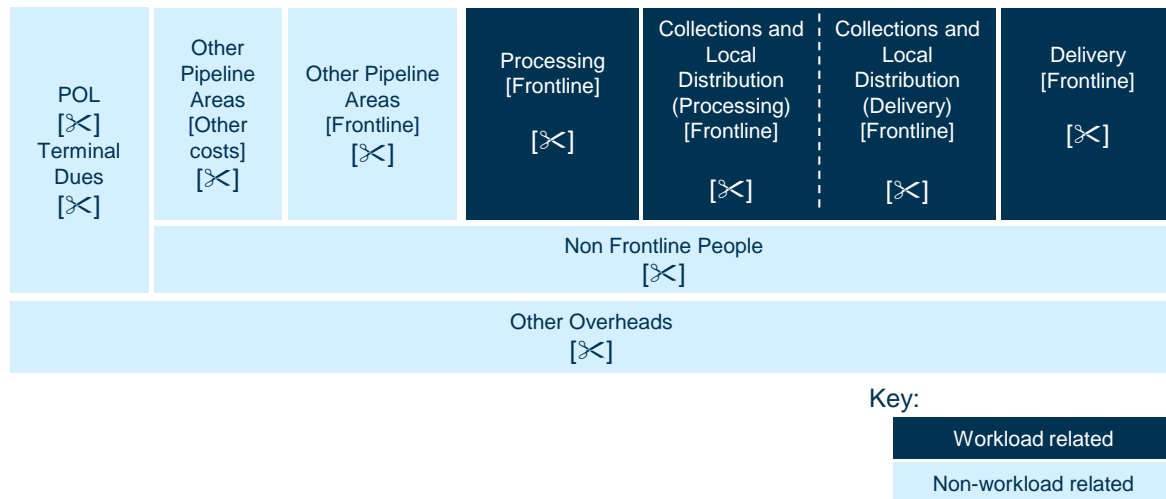 POL
[✂]
Terminal
Dues
[✂]
Other
Pipeline
Areas
[Other
costs]
[✂]
Other Pipeline
Areas
[Frontline]
[✂]
Processing
[Frontline]
[✂]
Collections and
Local
Distribution
(Processing)
[Frontline]
[✂]
Collections and
Local
Distribution
(Delivery)
[Frontline]
[✂]
Delivery
[Frontline]
[✂]
Non Frontline People
[✂]
Other Overheads
[✂]
Key:
Workload related
Non-workload related